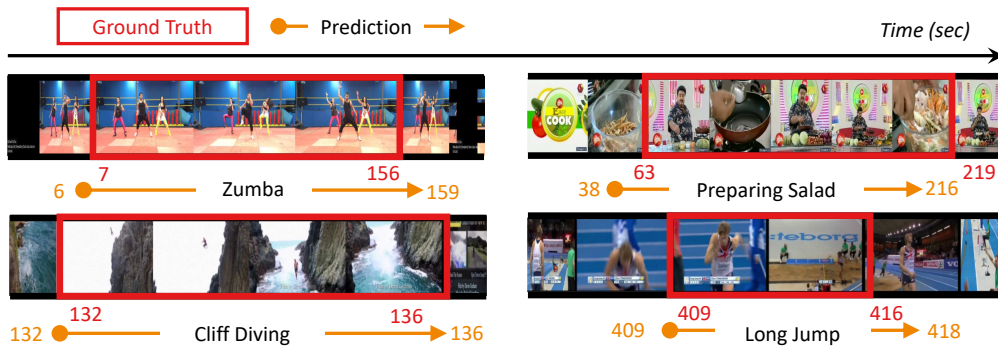 Ground Truth
Prediction
Time (sec)
COOK
7
156
63
219
6
Zumba
159
38
Preparing Salad
216
:teborg
132
136
409
416
132
Cliff Diving
136
409
Long Jump
418